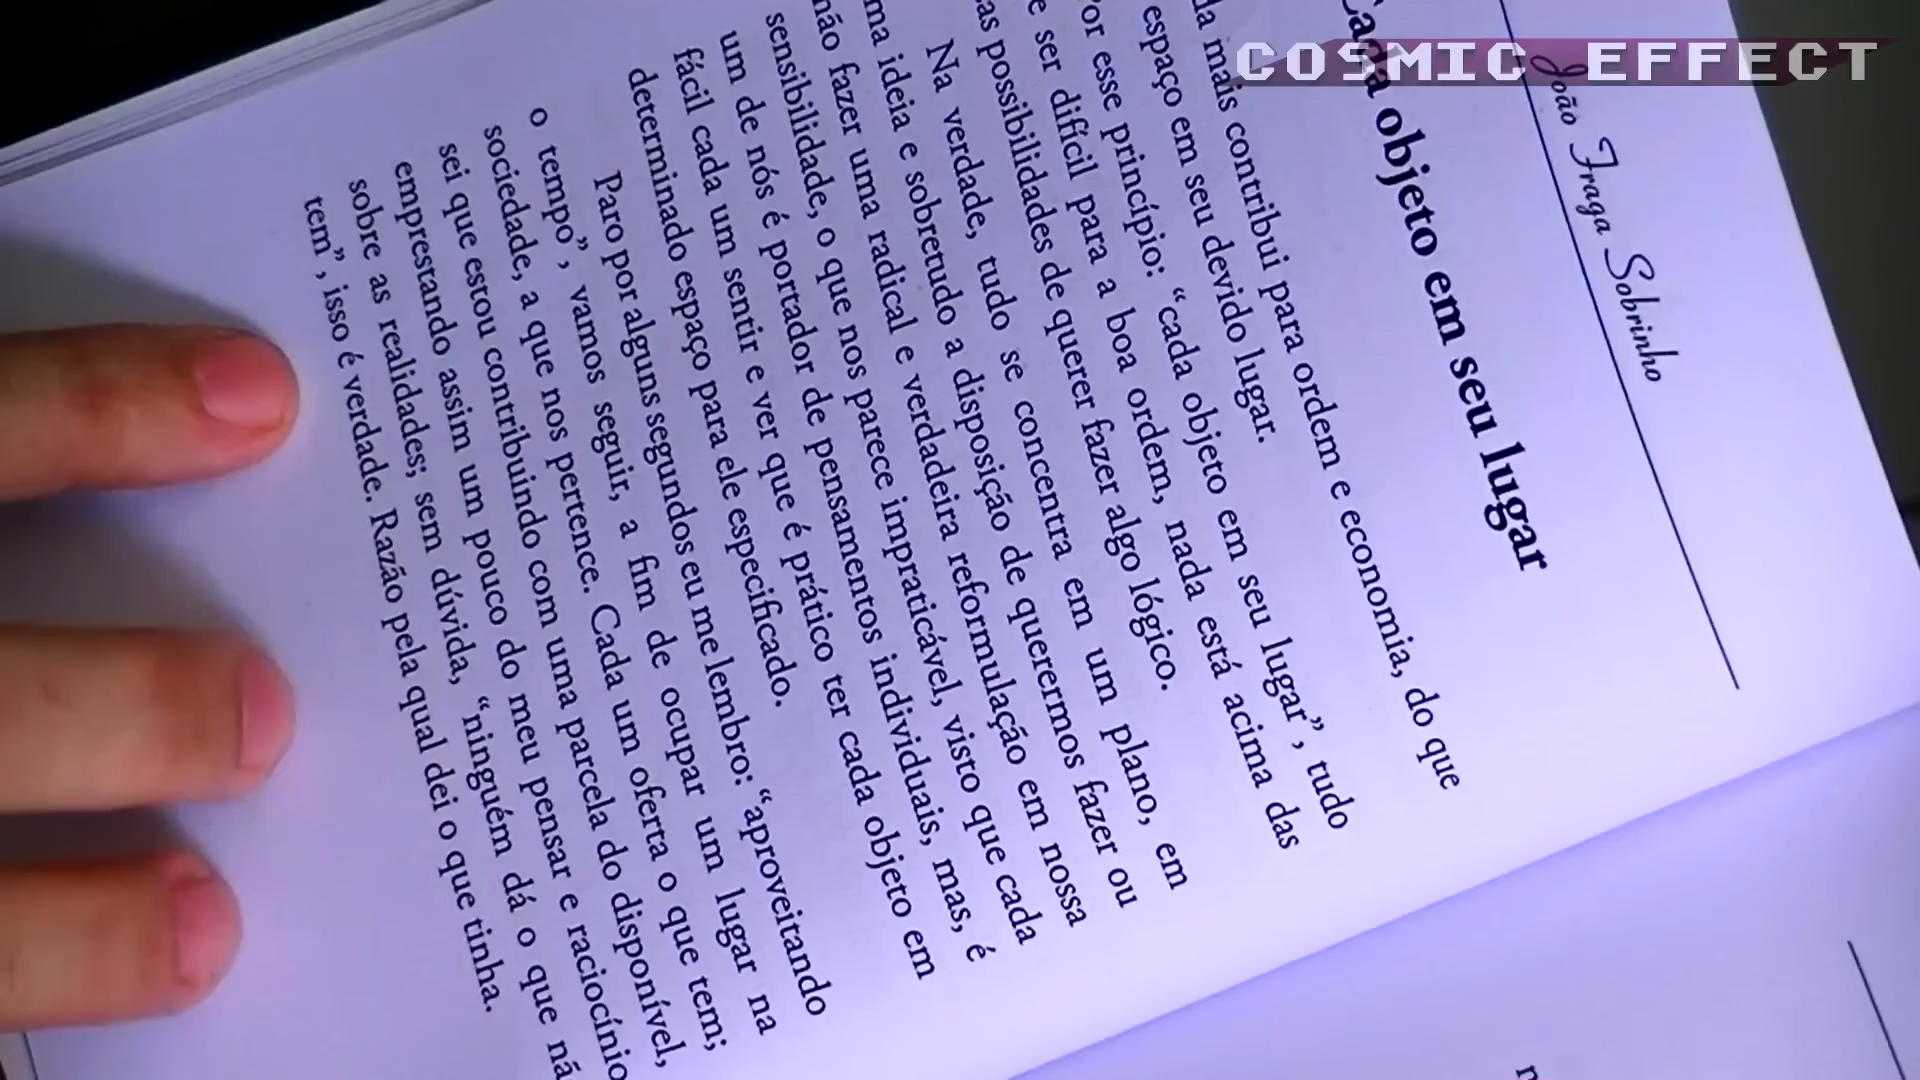 COSMIC EFFECT
João Fraga Sobrinho
Cada objeto em seu lugar
da mais contribui para ordem e economia, do que
espaço em seu devido lugar.
or esse princípio: “cada objeto em seu lugar”, tudo
e ser difícil para a boa ordem, nada está acima das
as possibilidades de querer fazer algo lógico.
Na verdade, tudo se concentra em um plano, em
ma ideia e sobretudo a disposição de querermos fazer ou
não fazer uma radical e verdadeira reformulação em nossa
sensibilidade, o que nos parece impraticável, visto que cada
um de nós é portador de pensamentos individuais, mas, é
fácil cada um sentir e ver que é prático ter cada objeto em
determinado espaço para ele especificado.
Paro por alguns segundos eu me lembro: “aproveitando
o tempo”, vamos seguir, a fim de ocupar um lugar na
sociedade, a que nos pertence. Cada um oferta o que tem;
sei que estou contribuindo com uma parcela do disponível,
emprestando assim um pouco do meu pensar e raciocínio
sobre as realidades; sem dúvida, “ninguém dá o que nã
tem”, isso é verdade. Razão pela qual dei o que tinha.